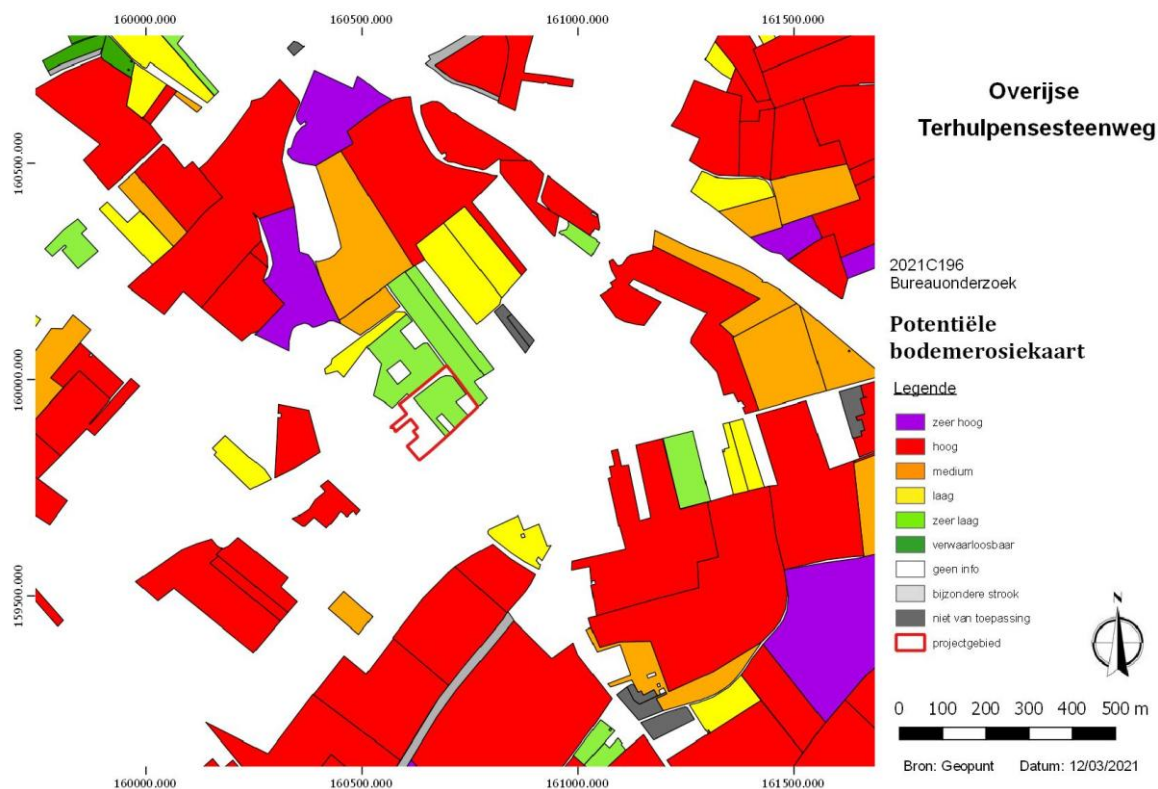 160000.000 160500.000 161000.000 161500.000
160500.000
160000.000
159500.000
160000.000 160500.000 161000.000 161500.000
Overijse
Terhulpensesteenweg
2021C196
Bureauonderzoek
Potentiële
bodemerosiekaart
Legende
zeer hoog
hoog
medium
laag
zeer laag
verwaarloosbaar
geen info
bijzondere strook
niet van toepassing
projectgebied
N
0 100 200 300 400 500 m
Bron: Geopunt Datum: 12/03/2021